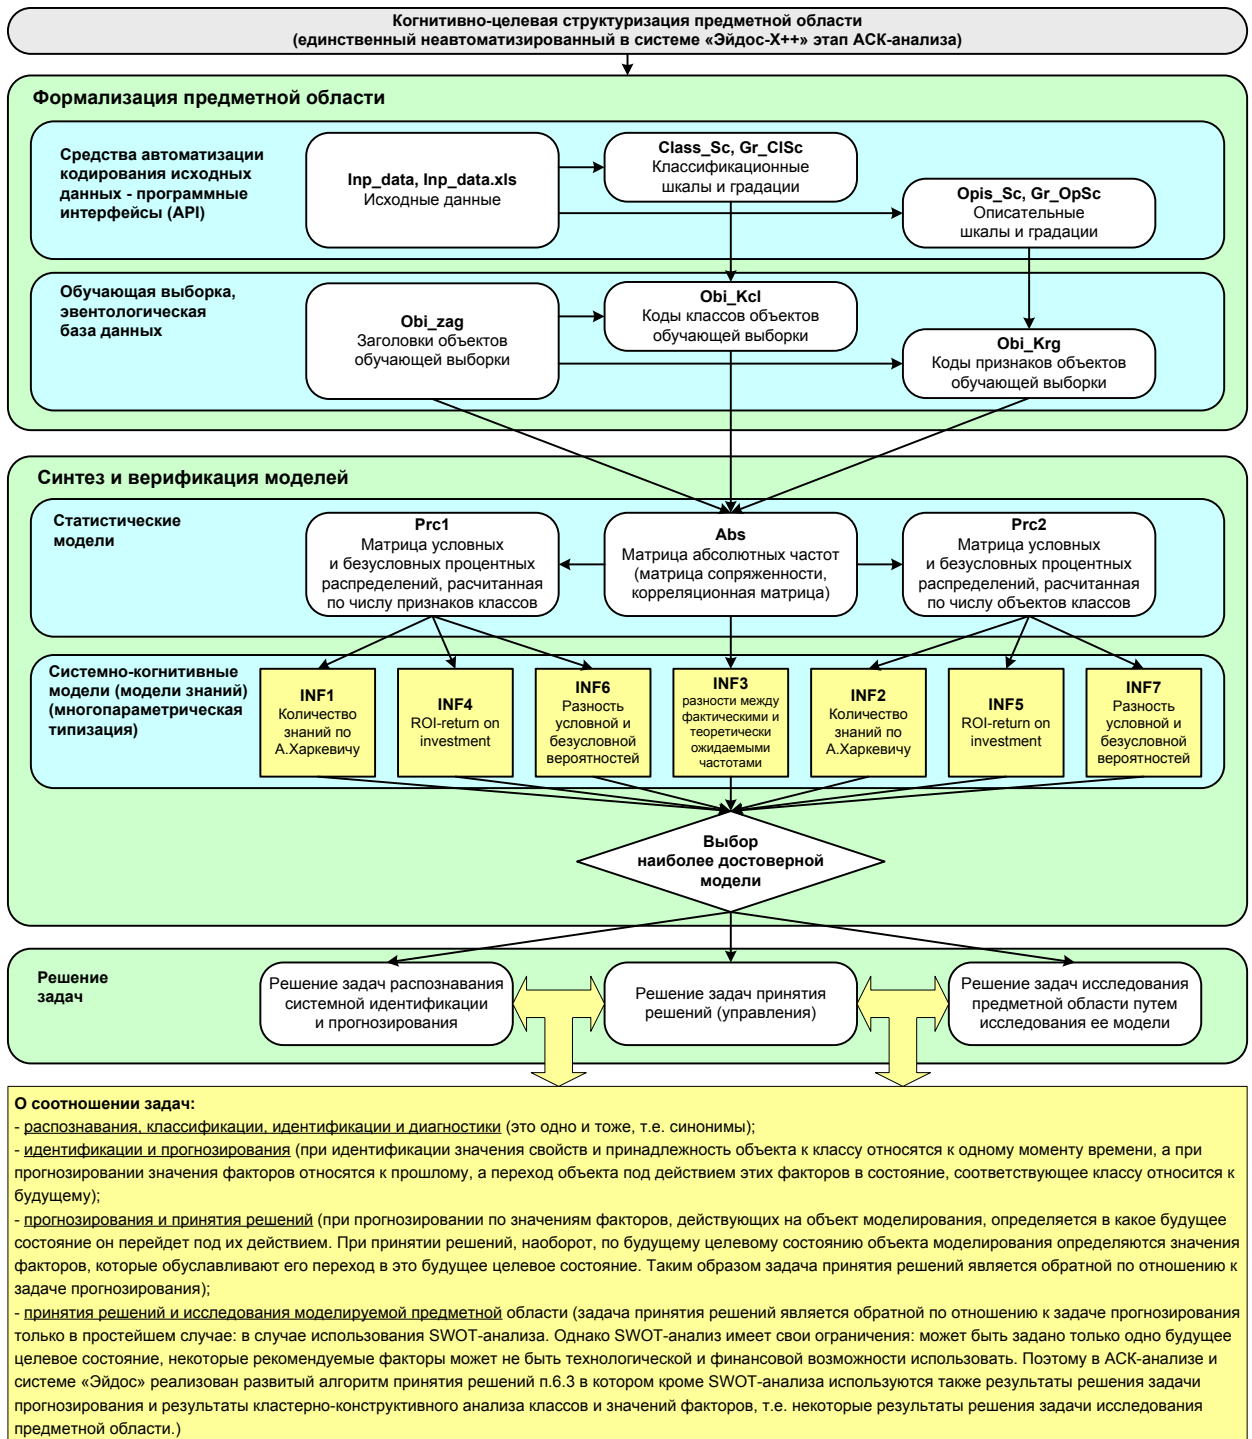 Когнитивно-целевая структуризация предметной области
(единственный неавтоматизированный в системе «Эйдос-X++» этап АСК-анализа)
Формализация предметной области
Средства автоматизации
кодирования исходных
данных - программные
интерфейсы (API)
Inp_data, Inp_data.xls
Исходные данные
Class_Sc, Gr_ClSc
Классификационные
шкалы и градации
Opis_Sc, Gr_OpSc
Описательные
шкалы и градации
Обучающая выборка,
эвентологическая
база данных
Obi_zag
Заголовки объектов
обучающей выборки
Obi_Kcl
Коды классов объектов
обучающей выборки
Obi_Krg
Коды признаков объектов
обучающей выборки
Синтез и верификация моделей
Статистические
модели
Prc1
Матрица условных
и безусловных процентных
распределений, расчитанная
по числу признаков классов
Abs
Матрица абсолютных частот
(матрица сопряженности,
корреляционная матрица)
Prc2
Матрица условных
и безусловных процентных
распределений, расчитанная
по числу объектов классов
Системно-когнитивные
модели (модели знаний)
(многопараметрическая
типизация)
INF1
Количество
знаний по
А.Харкевичу
INF4
ROI-return on
investment
INF6
Разность
условной и
безусловной
вероятностей
INF3
разности между
фактическими и
теоретически
ожидаемыми
частотами
INF2
Количество
знаний по
А.Харкевичу
INF5
ROI-return on
investment
INF7
Разность
условной и
безусловной
вероятностей
Выбор
наиболее достоверной
модели
Решение
задач
Решение задач распознавания
системной идентификации
и прогнозирования
Решение задач принятия
решений (управления)
Решение задач исследования
предметной области путем
исследования ее модели
О соотношении задач:
- распознавания, классификации, идентификации и диагностики (это одно и тоже, т.е. синонимы);
- идентификации и прогнозирования (при идентификации значения свойств и принадлежность объекта к классу относятся к одному моменту времени, а при
прогнозировании значения факторов относятся к прошлому, а переход объекта под действием этих факторов в состояние, соответствующее классу относится к
будущему);
- прогнозирования и принятия решений (при прогнозировании по значениям факторов, действующих на объект моделирования, определяется в какое будущее
состояние он перейдет под их действием. При принятии решений, наоборот, по будущему целевому состоянию объекта моделирования определяются значения
факторов, которые обуславливают его переход в это будущее целевое состояние. Таким образом задача принятия решений является обратной по отношению к
задаче прогнозирования);
- принятия решений и исследования моделируемой предметной области (задача принятия решений является обратной по отношению к задаче прогнозирования
только в простейшем случае: в случае использования SWOT-анализа. Однако SWOT-анализ имеет свои ограничения: может быть задано только одно будущее
целевое состояние, некоторые рекомендуемые факторы может не быть технологической и финансовой возможности использовать. Поэтому в АСК-анализе и
системе «Эйдос» реализован развитый алгоритм принятия решений п.6.3 в котором кроме SWOT-анализа используются также результаты решения задачи
прогнозирования и результаты кластерно-конструктивного анализа классов и значений факторов, т.е. некоторые результаты решения задачи исследования
предметной области.)